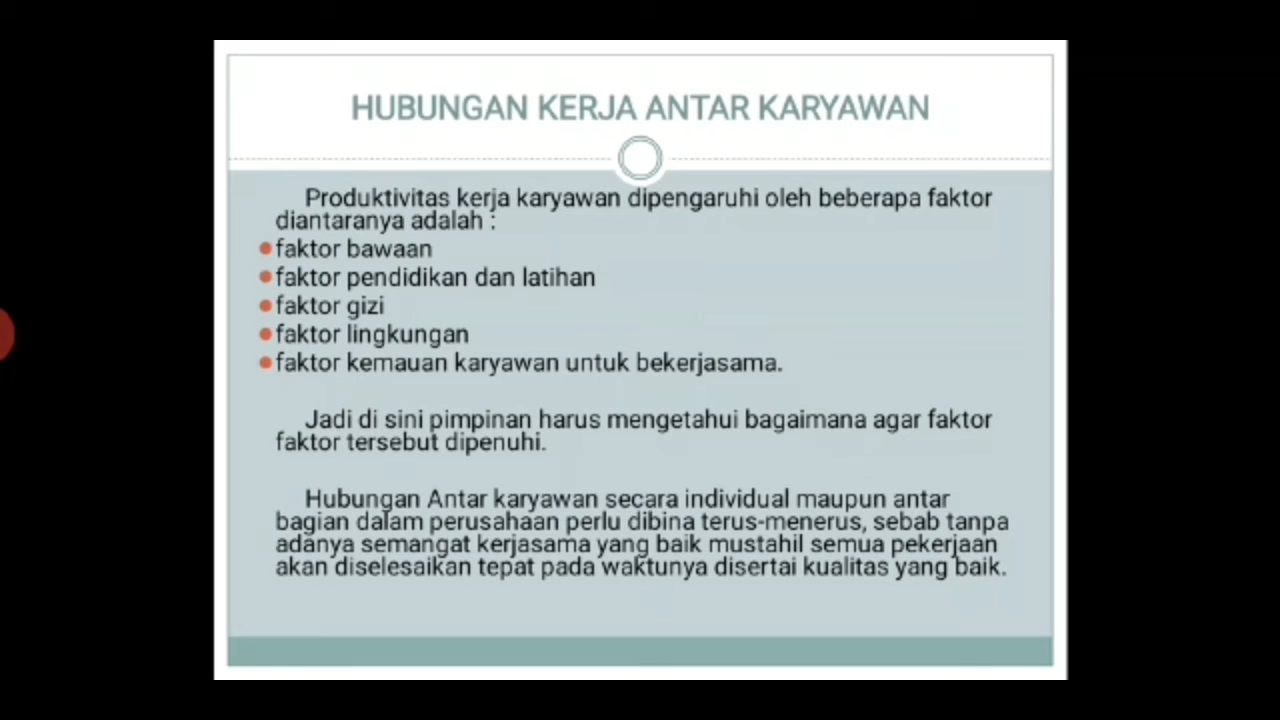 HUBUNGAN KERJA ANTAR KARYAWAN
Produktivitas kerja karyawan dipengaruhi oleh beberapa faktor
diantaranya adalah :
faktor bawaan
faktor pendidikan dan latihan
faktor gizi
faktor lingkungan
faktor kemauan karyawan untuk bekerjasama.
Jadi di sini pimpinan harus mengetahui bagaimana agar faktor
faktor tersebut dipenuhi.
Hubungan Antar karyawan secara individual maupun antar
bagian dalam perusahaan perlu dibina terus-menerus, sebab tanpa
adanya semangat kerjasama yang baik mustahil semua pekerjaan
akan diselesaikan tepat pada waktunya disertai kualitas yang baik.